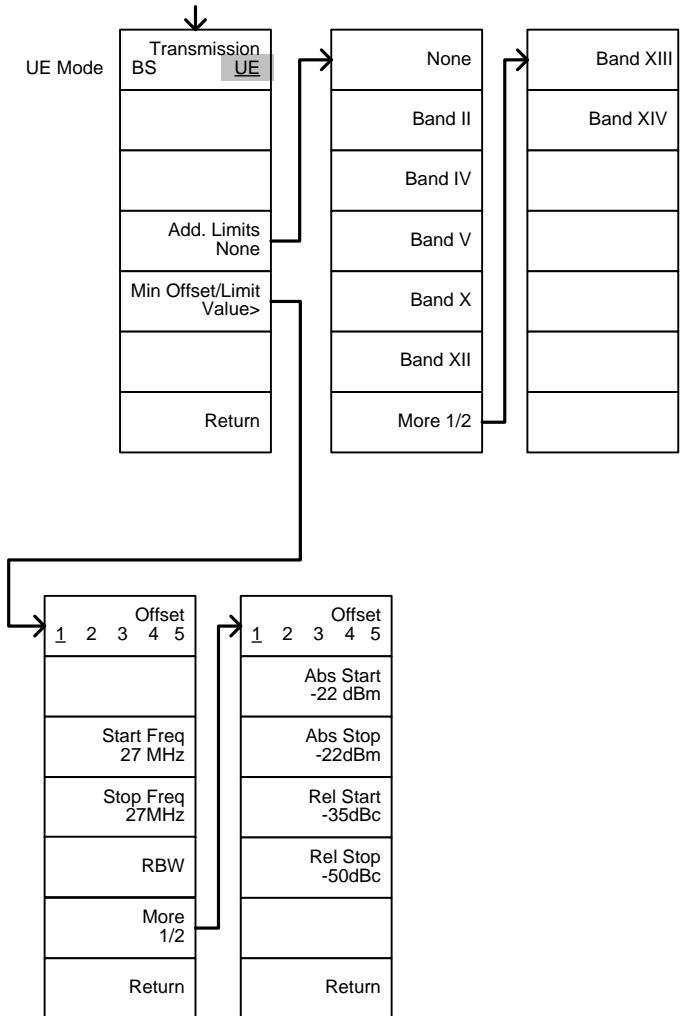 UE Mode
Transmission
BS UE
Add. Limits
None
Min Offset/Limit
Value>
Return
None
Band II
Band IV
Band V
Band X
Band XII
More 1/2
Band XIII
Band XIV
Offset
1 2 3 4 5
Start Freq
27 MHz
Stop Freq
27MHz
RBW
More
1/2
Return
Offset
1 2 3 4 5
Abs Start
-22 dBm
Abs Stop
-22dBm
Rel Start
-35dBc
Rel Stop
-50dBc
Return